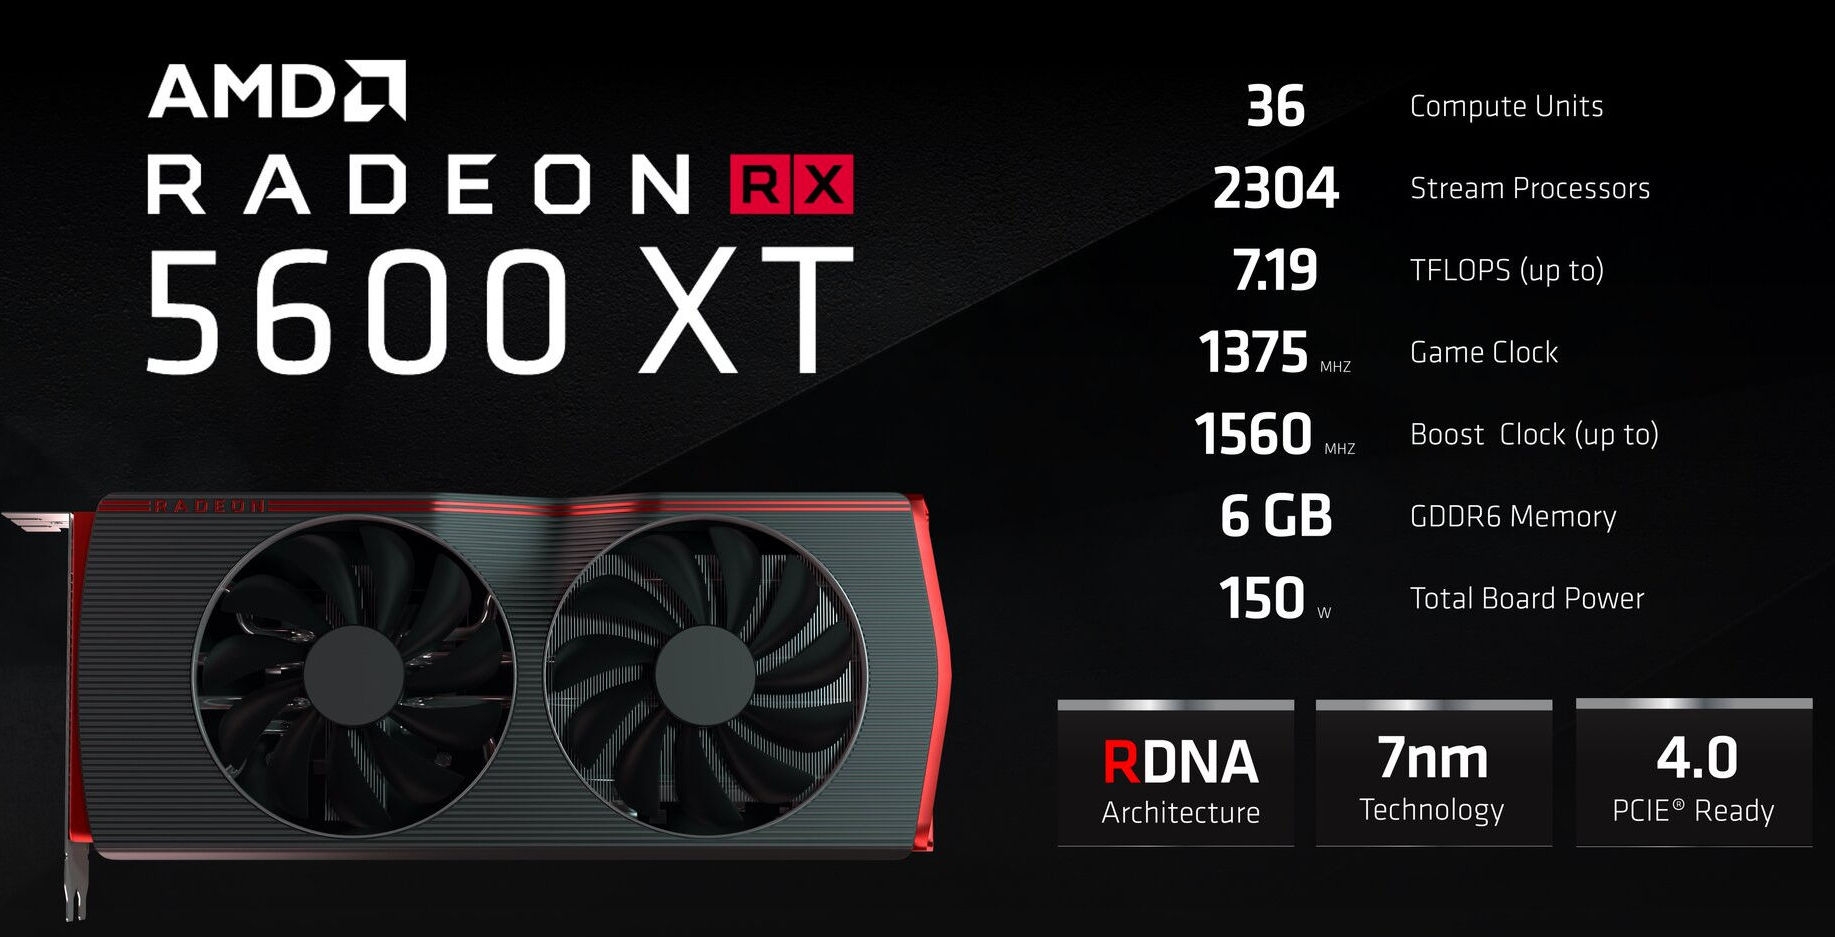 AMD
RADEON RX
5600 XT
36 Compute Units
2304 Stream Processors
7.19 TFLOPS (up to)
1375 MHZ Game Clock
1560 MHZ Boost Clock (up to)
6 GB GDDR6 Memory
150 W Total Board Power
RADEON
RDNA
Architecture
7nm
Technology
4.0
PCIE® Ready